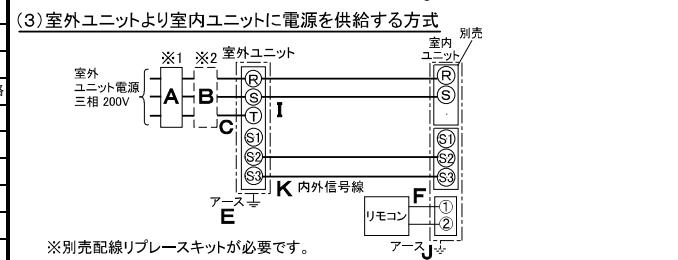 (3)室外ユニットより室内ユニットに電源を供給する方式
別売
※1 ※2 室外ユニット
室内
ユニット
室外
ユニット電源
三相 200V
A B
C
R
S
T
S1
S2
S3
I
R
S
S1
S2
S3
K 内外信号線
アース
E
F
リモコン
①
②
アース
J
※別売配線リプレースキットが必要です。